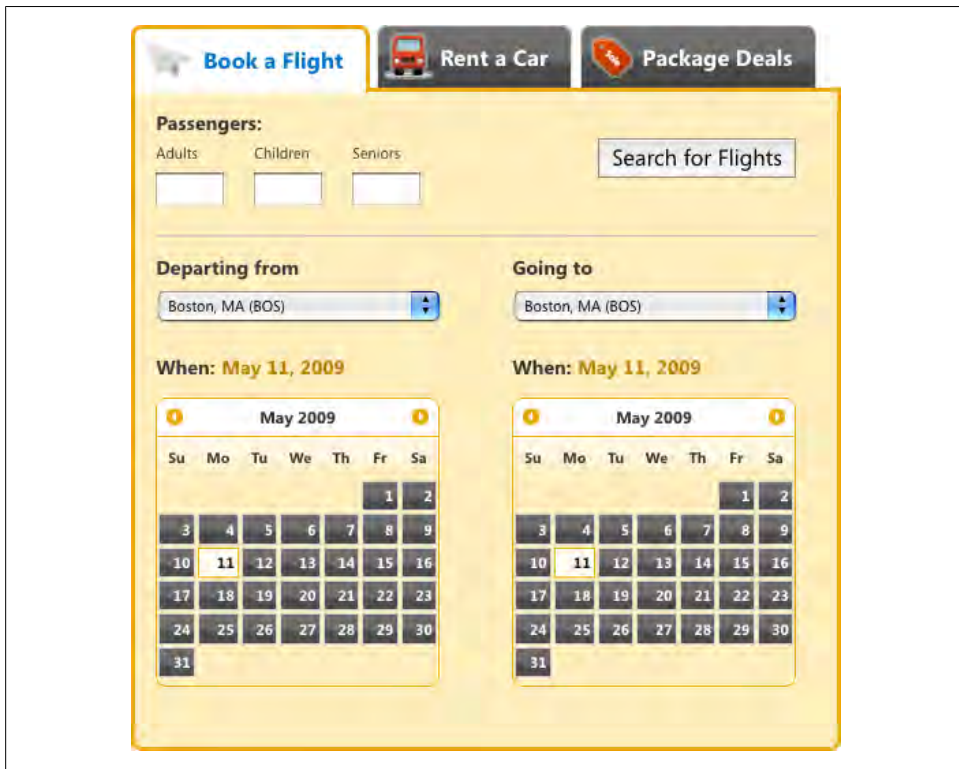 Book a Flight Rent a Car Package Deals
Passengers:
Adults Children Seniors
Search for Flights
Departing from
Boston, MA (BOS)
When: May 11, 2009
May 2009
Su Mo Tu We Th Fr Sa
1 2
3 4 5 6 7 8 9
10 11 12 13 14 15 16
17 18 19 20 21 22 23
24 25 26 27 28 29 30
31
Going to
Boston, MA (BOS)
When: May 11, 2009
May 2009
Su Mo Tu We Th Fr Sa
1 2
3 4 5 6 7 8 9
10 11 12 13 14 15 16
17 18 19 20 21 22 23
24 25 26 27 28 29 30
31